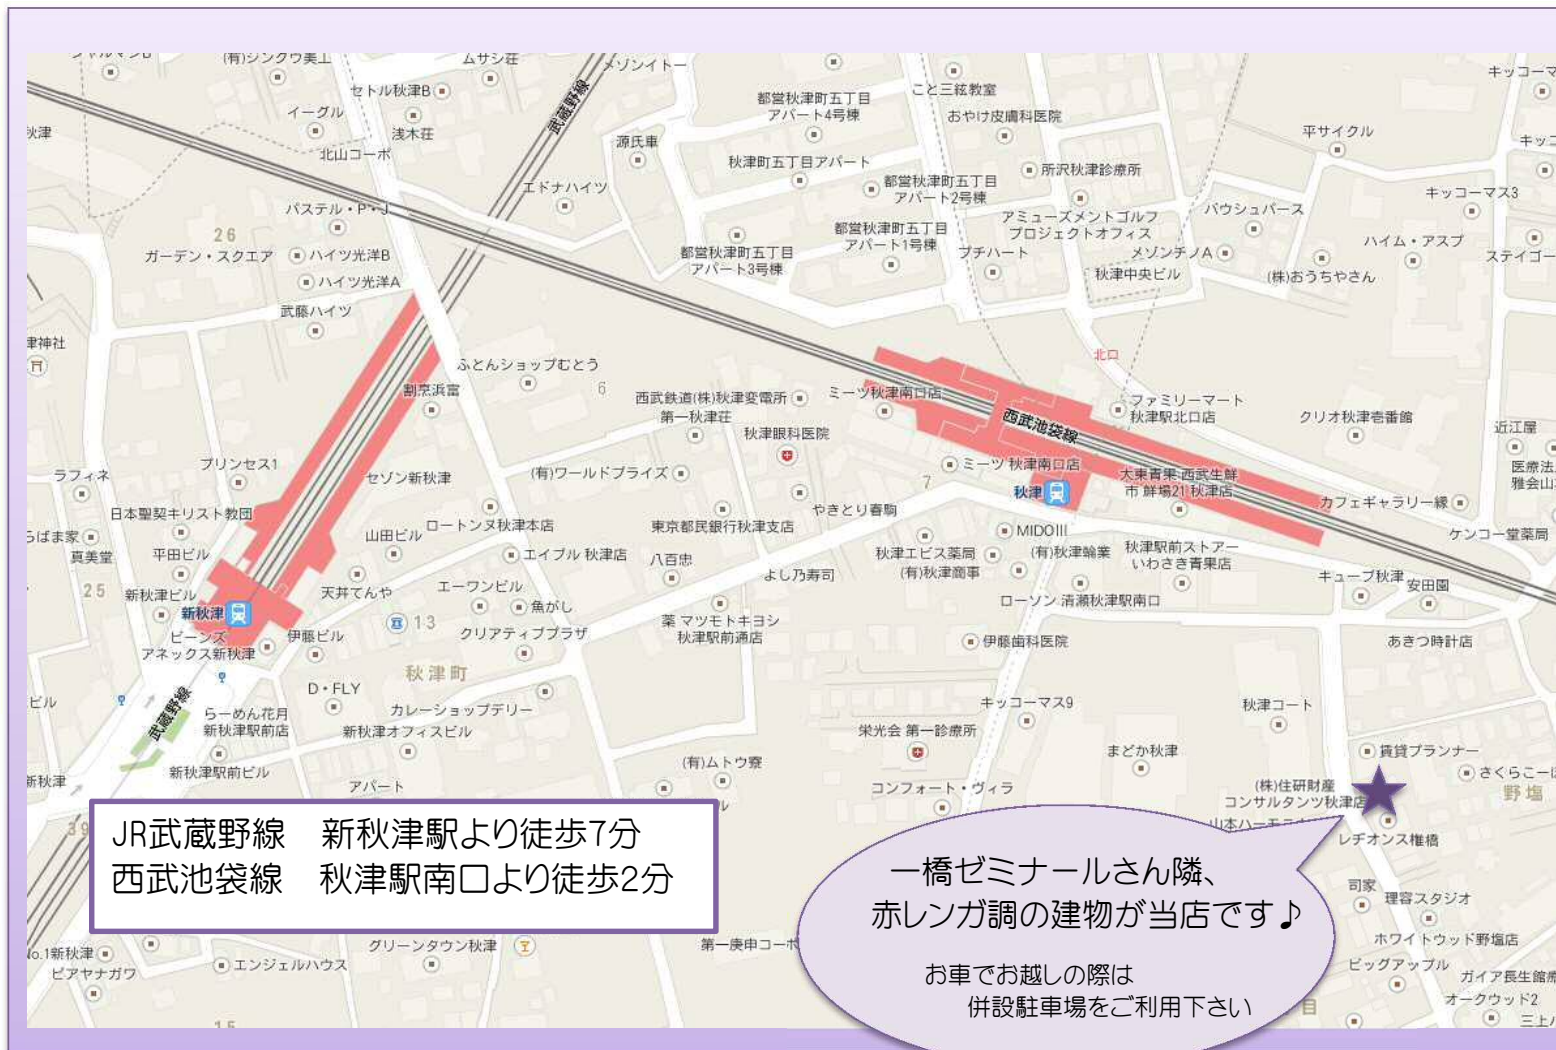 (有)シンクウ美工
ムサシ荘
メゾンイトー
セトル秋津B
イーグル
浅木荘
北山コーポ
武蔵野線
源氏車
都営秋津町五丁目
アパート4号棟
こと三絃教室
おやけ皮膚科医院
秋津町五丁目アパート
都営秋津町五丁目
アパート2号棟
所沢秋津診療所
平サイクル
キッコーマス3
エドナハイツ
パステル・P・J
26
ガーデン・スクエア
ハイツ光洋B
ハイツ光洋A
武藤ハイツ
都営秋津町五丁目
アパート3号棟
都営秋津町五丁目
アパート1号棟
アミューズメントゴルフ
プロジェクトオフィス
プチハート
メゾンチノA
秋津中央ビル
パウシュパース
(株)おうちやさん
ハイム・アスプ
ステイゴー
津神社
ふとんショップむとう
割烹浜富
6
西武鉄道(株)秋津変電所
第一秋津荘
秋津眼科医院
ミーツ秋津南口店
北口
西武池袋線
ファミリーマート
秋津駅北口店
クリオ秋津壱番館
近江屋
ラフィネ
プリンセス1
セゾン新秋津
(有)ワールドプライズ
ミーツ 秋津南口店
7
秋津
大東青果 西武生鮮
市 鮮場21 秋津店
カフェギャラリー縁
ケンコー堂薬局
日本聖契キリスト教団
らばま家
真美堂
平田ビル
山田ビル
ロートンヌ秋津本店
東京都民銀行秋津支店
やきとり春駒
MIDOIII
秋津エビス薬局
(有)秋津商事
(有)秋津輪業
秋津駅前ストアー
いわさき青果店
25
新秋津ビル
新秋津
天丼てんや
エーワンビル
エイブル 秋津店
八百忠
よし乃寿司
魚がし
ローソン 清瀬秋津駅南口
キューブ秋津
安田園
ビーンズ
アネックス新秋津
伊藤ビル
13
クリアティブプラザ
薬 マツモトキヨシ
秋津駅前通店
伊藤歯科医院
あきつ時計店
秋津町
D・FLY
カレーショップデリー
らーめん花月
新秋津駅前店
新秋津オフィスビル
武蔵野線
キッコーマス9
秋津コート
栄光会 第一診療所
まどか秋津
賃貸プランナー
新秋津
新秋津駅前ビル
アパート
(有)ムトウ寮
コンフォート・ヴィラ
(株)住研財産
コンサルタンツ秋津店
さくらこーぽ
野塩
レヂオンス権橋
JR武蔵野線 新秋津駅より徒歩7分
西武池袋線 秋津駅南口より徒歩2分
一橋ゼミナールさん隣、
赤レンガ調の建物が当店です♪
お車でお越しの際は
併設駐車場をご利用下さい
司家
理容スタジオ
ホワイトウッド野塩店
ビッグアップル
ガイア長生館療
オークウッド2
No.1新秋津
ピアヤナガワ
エンジェルハウス
グリーンタウン秋津
第一庚申コーポ